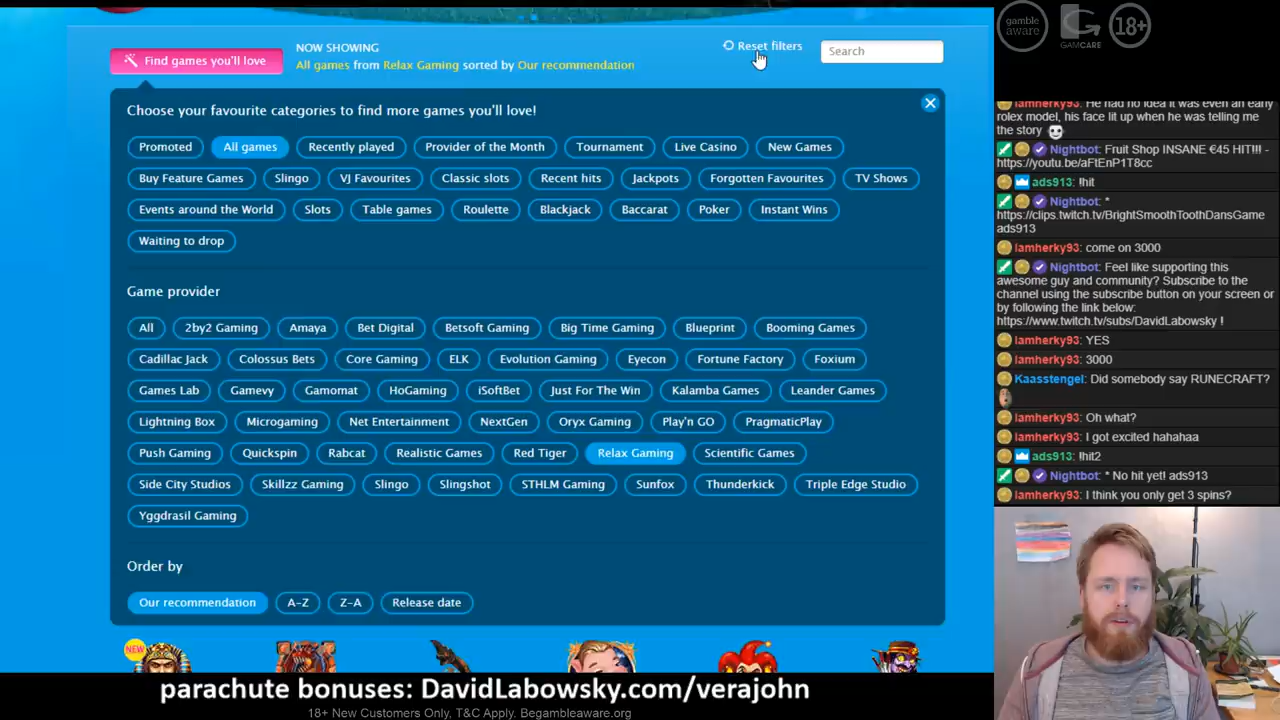 Find games you'll love
NOW SHOWING
All games from Relax Gaming sorted by Our recommendation
Reset filters
Search
Choose your favourite categories to find more games you'll love!
Promoted All games Recently played Provider of the Month Tournament Live Casino New Games
Buy Feature Games Slingo VJ Favourites Classic slots Recent hits Jackpots Forgotten Favourites TV Shows
Events around the World Slots Table games Roulette Blackjack Baccarat Poker Instant Wins
Waiting to drop
Game provider
All 2by2 Gaming Amaya Bet Digital Betsoft Gaming Big Time Gaming Blueprint Booming Games
Cadillac Jack Colossus Bets Core Gaming ELK Evolution Gaming Eyecon Fortune Factory Foxium
Games Lab Gamevy Gamomat HoGaming iSoftBet Just For The Win Kalamba Games Leander Games
Lightning Box Microgaming Net Entertainment NextGen Oryx Gaming Play'n GO PragmaticPlay
Push Gaming Quickspin Rabcat Realistic Games Red Tiger Relax Gaming Scientific Games
Side City Studios Skillzz Gaming Slingo Slingshot STHLM Gaming Sunfox Thunderkick Triple Edge Studio
Yggdrasil Gaming
Order by
Our recommendation A-Z Z-A Release date
NEW
parachute bonuses: DavidLabowsky.com/verajohn
18+ New Customers Only, T&C Apply. Begambleaware.org
gamble
aware
GAMCARE
18+
lamherky93: He had no idea it was even an early
rolex model, his face lit up when he was telling me
the story
Nightbot: Fruit Shop INSANE €45 HIT!!! -
https://youtu.be/aFtEnP1T8cc
ads913: !hit
Nightbot: *
https://clips.twitch.tv/BrightSmoothToothDansGame
ads913
lamherky93: come on 3000
Nightbot: Feel like supporting this
awesome guy and community? Subscribe to the
channel using the subscribe button on your screen or
by following the link below:
https://www.twitch.tv/subs/DavidLabowsky !
lamherky93: YES
lamherky93: 3000
Kaasstengel: Did somebody say RUNECRAFT?
lamherky93: Oh what?
lamherky93: I got excited hahahaa
ads913: !hit2
Nightbot: * No hit yet! ads913
lamherky93: I think you only get 3 spins?